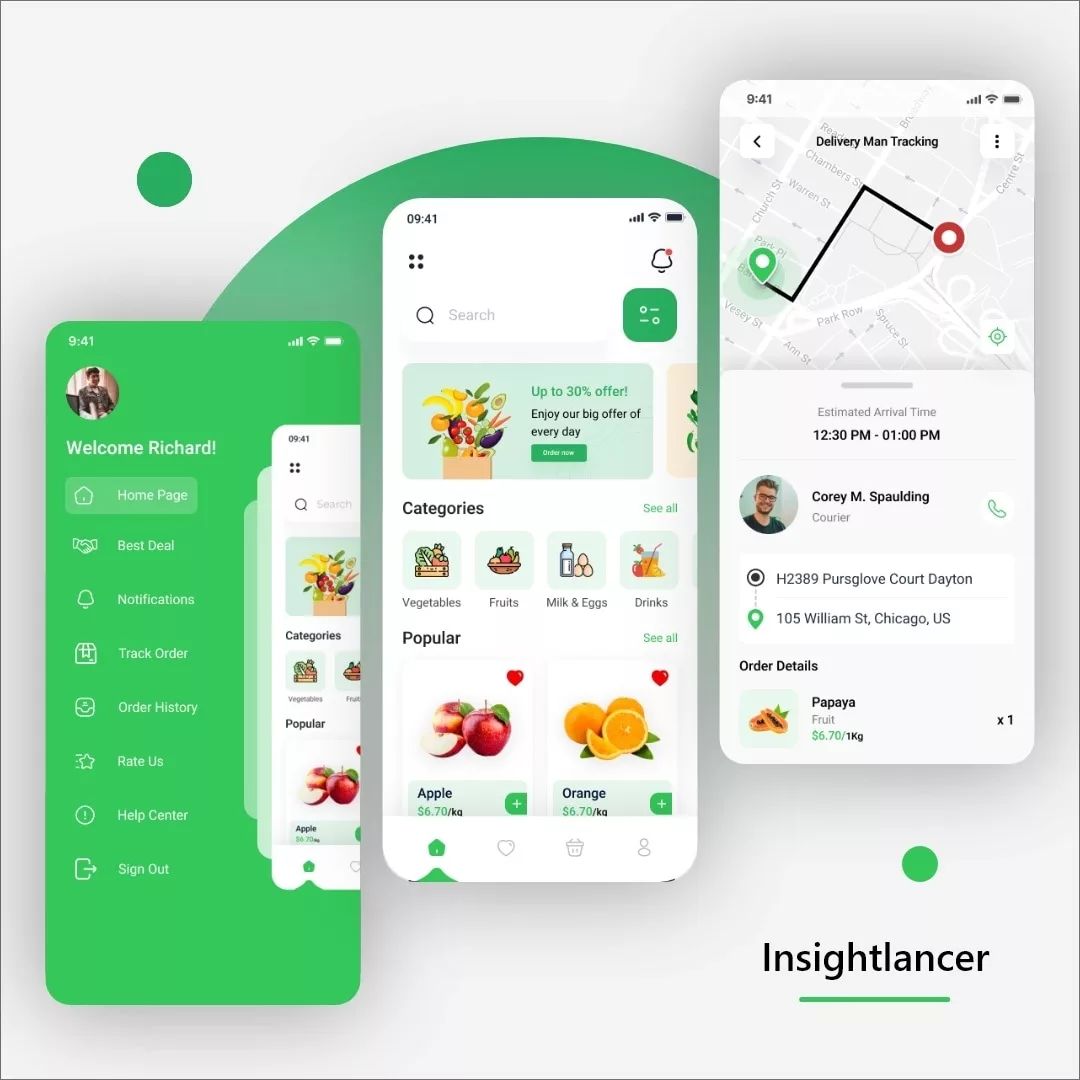 9:41
Welcome Richard!
Home Page
Best Deal
Notifications
Track Order
Order History
Rate Us
Help Center
Sign Out
09:41
Search
Categories
Vegetables
Popular
Apple
$6.70/kg
09:41
Search
Up to 30% offer!
Enjoy our big offer of
every day
Order now
Categories
See all
Vegetables
Fruits
Milk & Eggs
Drinks
Popular
See all
Apple
$6.70/kg
Orange
$6.70/kg
9:41
Delivery Man Tracking
Broadway
Reade
Chambers St
Warren St
Church St
Centre St
Park Pl
Vesey St
Park Row
Spruce St
Ann St
Estimated Arrival Time
12:30 PM - 01:00 PM
Corey M. Spaulding
Courier
H2389 Pursglove Court Dayton
105 William St, Chicago, US
Order Details
Papaya
Fruit
x 1
$6.70/1Kg
Insightlancer